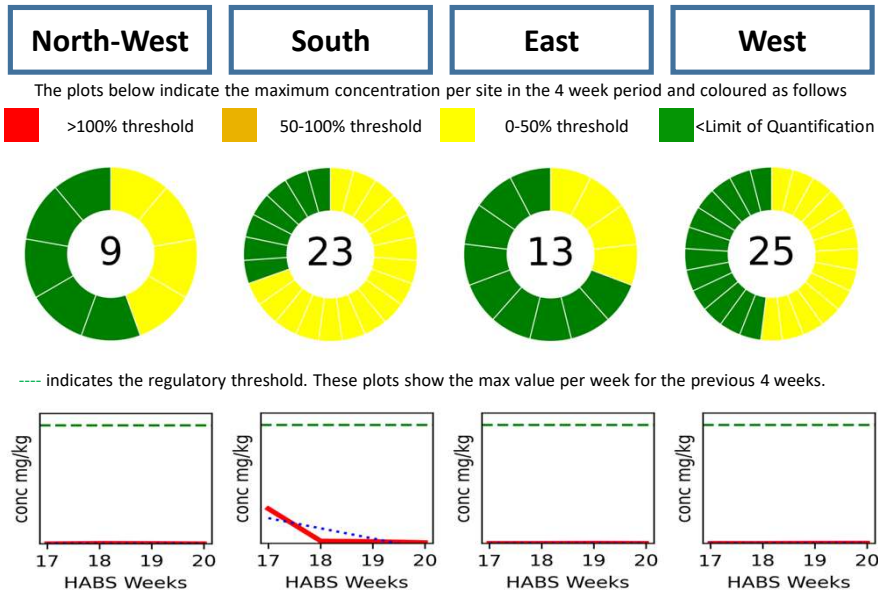 North-West
South
East
West
The plots below indicate the maximum concentration per site in the 4 week period and coloured as follows
>100% threshold
50-100% threshold
0-50% threshold
<Limit of Quantification
9
23
13
25
---- indicates the regulatory threshold. These plots show the max value per week for the previous 4 weeks.
conc mg/kg
17 18 19 20
HABS Weeks
conc mg/kg
17 18 19 20
HABS Weeks
conc mg/kg
17 18 19 20
HABS Weeks
conc mg/kg
17 18 19 20
HABS Weeks